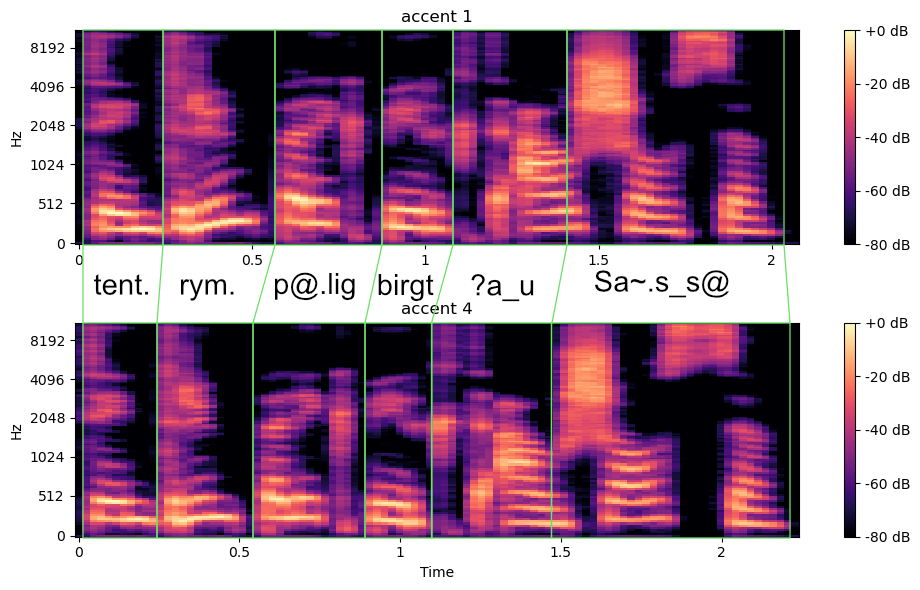 accent 1
Hz
8192
4096
2048
1024
512
0
0
0.5
1
1.5
2
+0 dB
-20 dB
-40 dB
-60 dB
-80 dB
tent. rym. p@.lig birgt ?a_u Sa~.s_s@
accent 4
Hz
8192
4096
2048
1024
512
0
0
0.5
1
1.5
2
Time
+0 dB
-20 dB
-40 dB
-60 dB
-80 dB